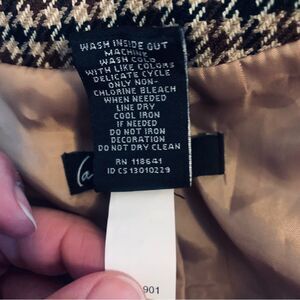 WASH INSIDE OUT
MACHINE
WASH COLD
WITH LIKE COLORS
DELICATE CYCLE
ONLY NON-
CHLORINE BLEACH
WHEN NEEDED
LINE DRY
COOL IRON
IF NEEDED
DO NOT IRON
DECORATION
DO NOT DRY CLEAN
RN 118641
ID CS 13010229
901